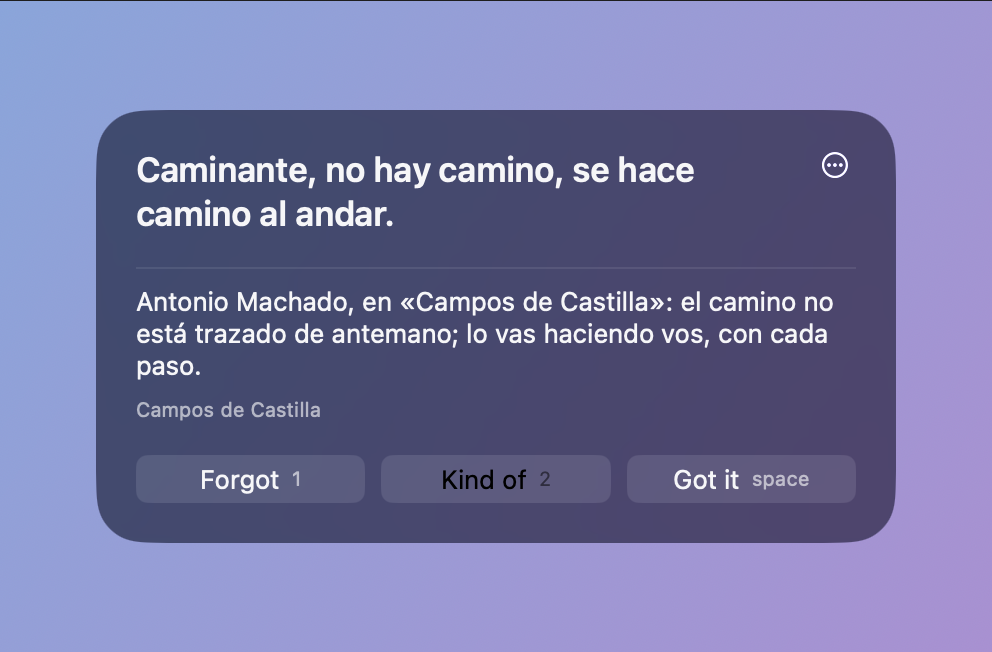 Caminante, no hay camino, se hace
camino al andar.
Antonio Machado, en «Campos de Castilla»: el camino no
está trazado de antemano; lo vas haciendo vos, con cada
paso.
Campos de Castilla
Forgot 1 Kind of 2 Got it space